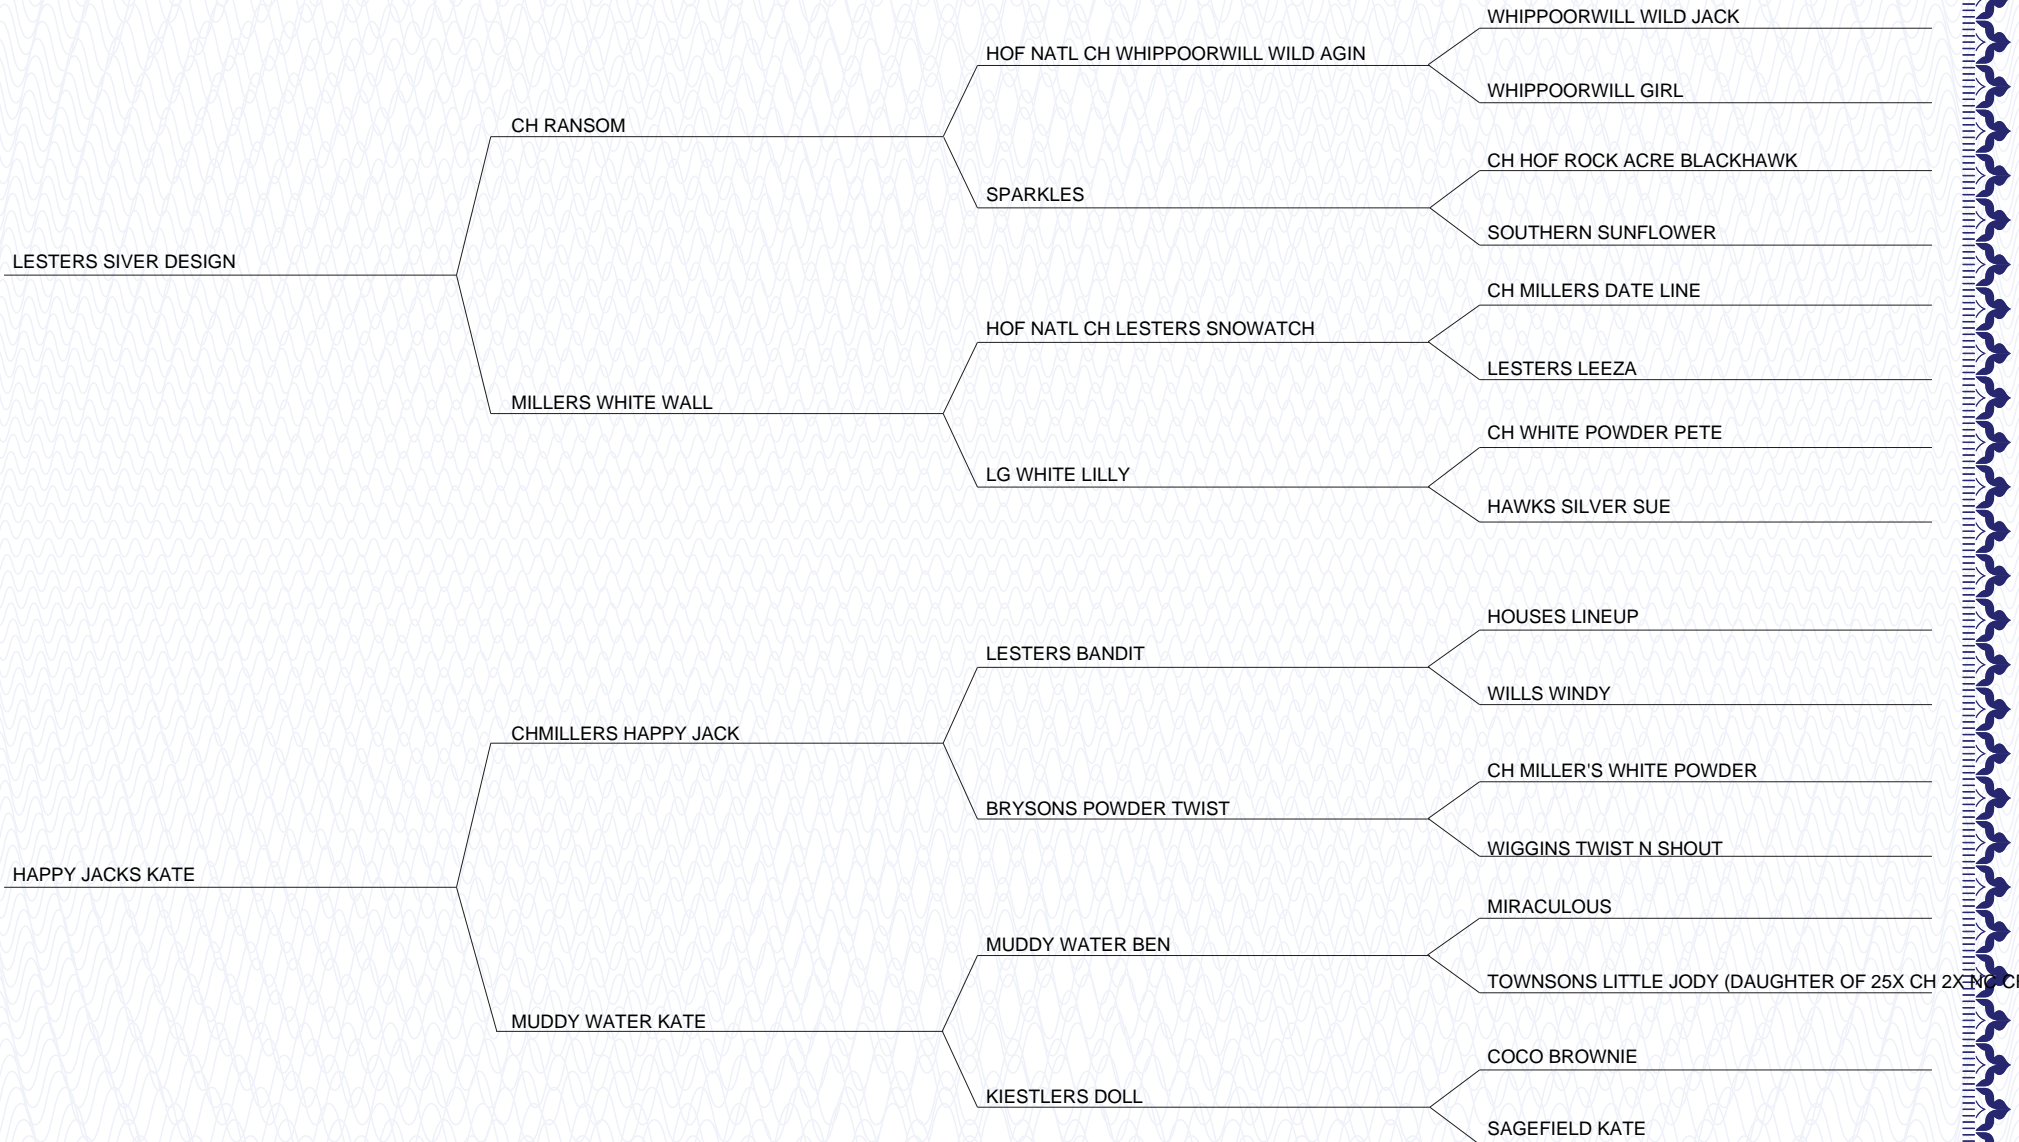 WHIPPOORWILL WILD JACK
HOF NATL CH WHIPPOORWILL WILD AGIN
WHIPPOORWILL GIRL
CH RANSOM
CH HOF ROCK ACRE BLACKHAWK
SPARKLES
SOUTHERN SUNFLOWER
LESTERS SIVER DESIGN
CH MILLERS DATE LINE
HOF NATL CH LESTERS SNOWATCH
LESTERS LEEZA
MILLERS WHITE WALL
CH WHITE POWDER PETE
LG WHITE LILLY
HAWKS SILVER SUE
HOUSES LINEUP
LESTERS BANDIT
WILLS WINDY
CHMILLERS HAPPY JACK
CH MILLER'S WHITE POWDER
BRYSONS POWDER TWIST
WIGGINS TWIST N SHOUT
HAPPY JACKS KATE
MIRACULOUS
MUDDY WATER BEN
TOWNSONS LITTLE JODY (DAUGHTER OF 25X CH 2X NC
MUDDY WATER KATE
COCO BROWNIE
KIESTLERS DOLL
SAGEFIELD KATE